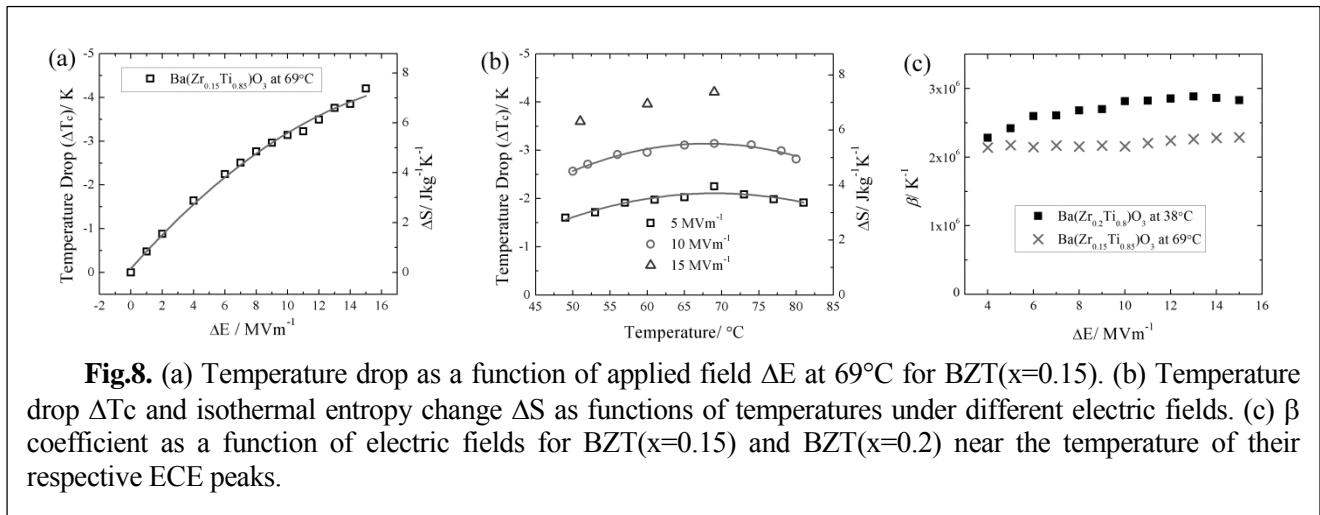 (a)
-5
-4
-3
-2
-1
0
Temperature Drop (ΔTc)/ K
Ba(Zr0.15Ti0.85)O3 at 69°C
8
6
4
2
0
ΔS/ Jkg-1K-1
-2 0 2 4 6 8 10 12 14 16
ΔE / MVm-1
(b)
-5
-4
-3
-2
-1
0
Temperature Drop (ΔTc)/ K
5 MVm-1
10 MVm-1
15 MVm-1
8
6
4
2
0
ΔS/ Jkg-1K-1
45 50 55 60 65 70 75 80 85
Temperature/ °C
(c)
3x10^6
2x10^6
1x10^6
0
β/ K-1
Ba(Zr0.2Ti0.8)O3 at 38°C
Ba(Zr0.15Ti0.85)O3 at 69°C
4 6 8 10 12 14 16
ΔE/ MVm-1
Fig.8. (a) Temperature drop as a function of applied field ΔE at 69°C for BZT(x=0.15). (b) Temperature
drop ΔTc and isothermal entropy change ΔS as functions of temperatures under different electric fields. (c) β
coefficient as a function of electric fields for BZT(x=0.15) and BZT(x=0.2) near the temperature of their
respective ECE peaks.